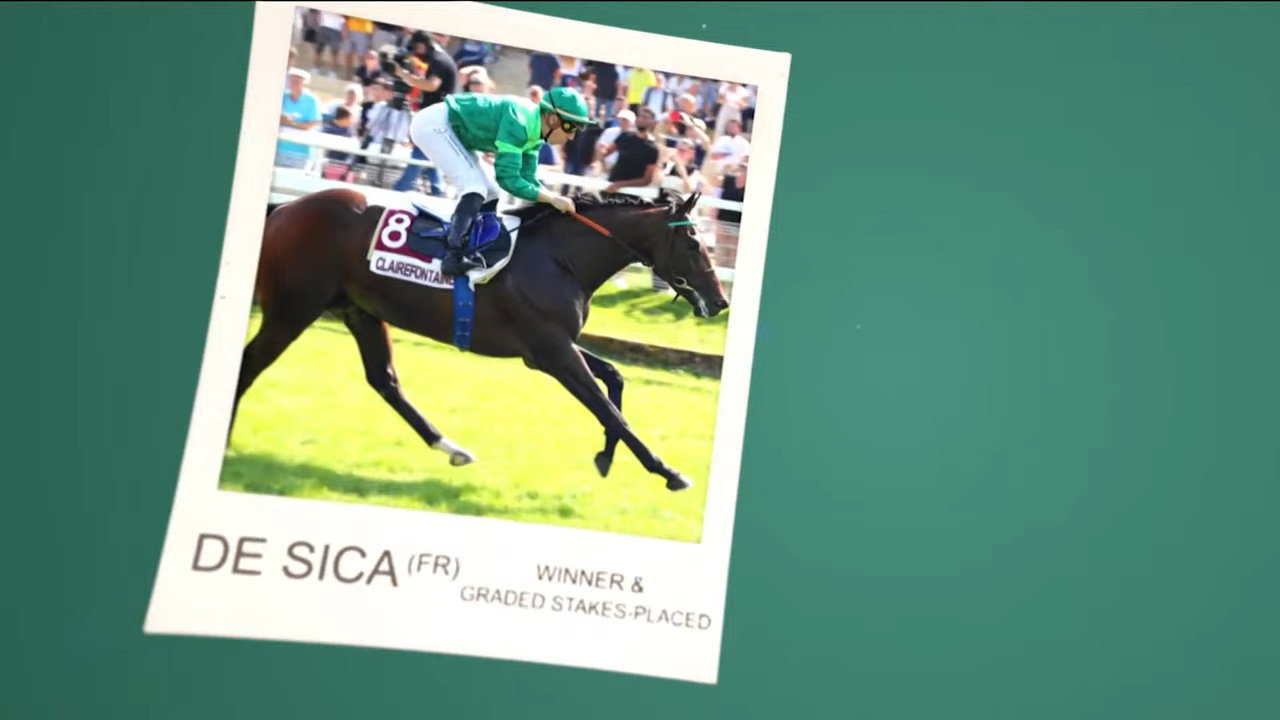 8
CLAIREFONTAINE
DE SICA (FR)
WINNER &
GRADED STAKES-PLACED